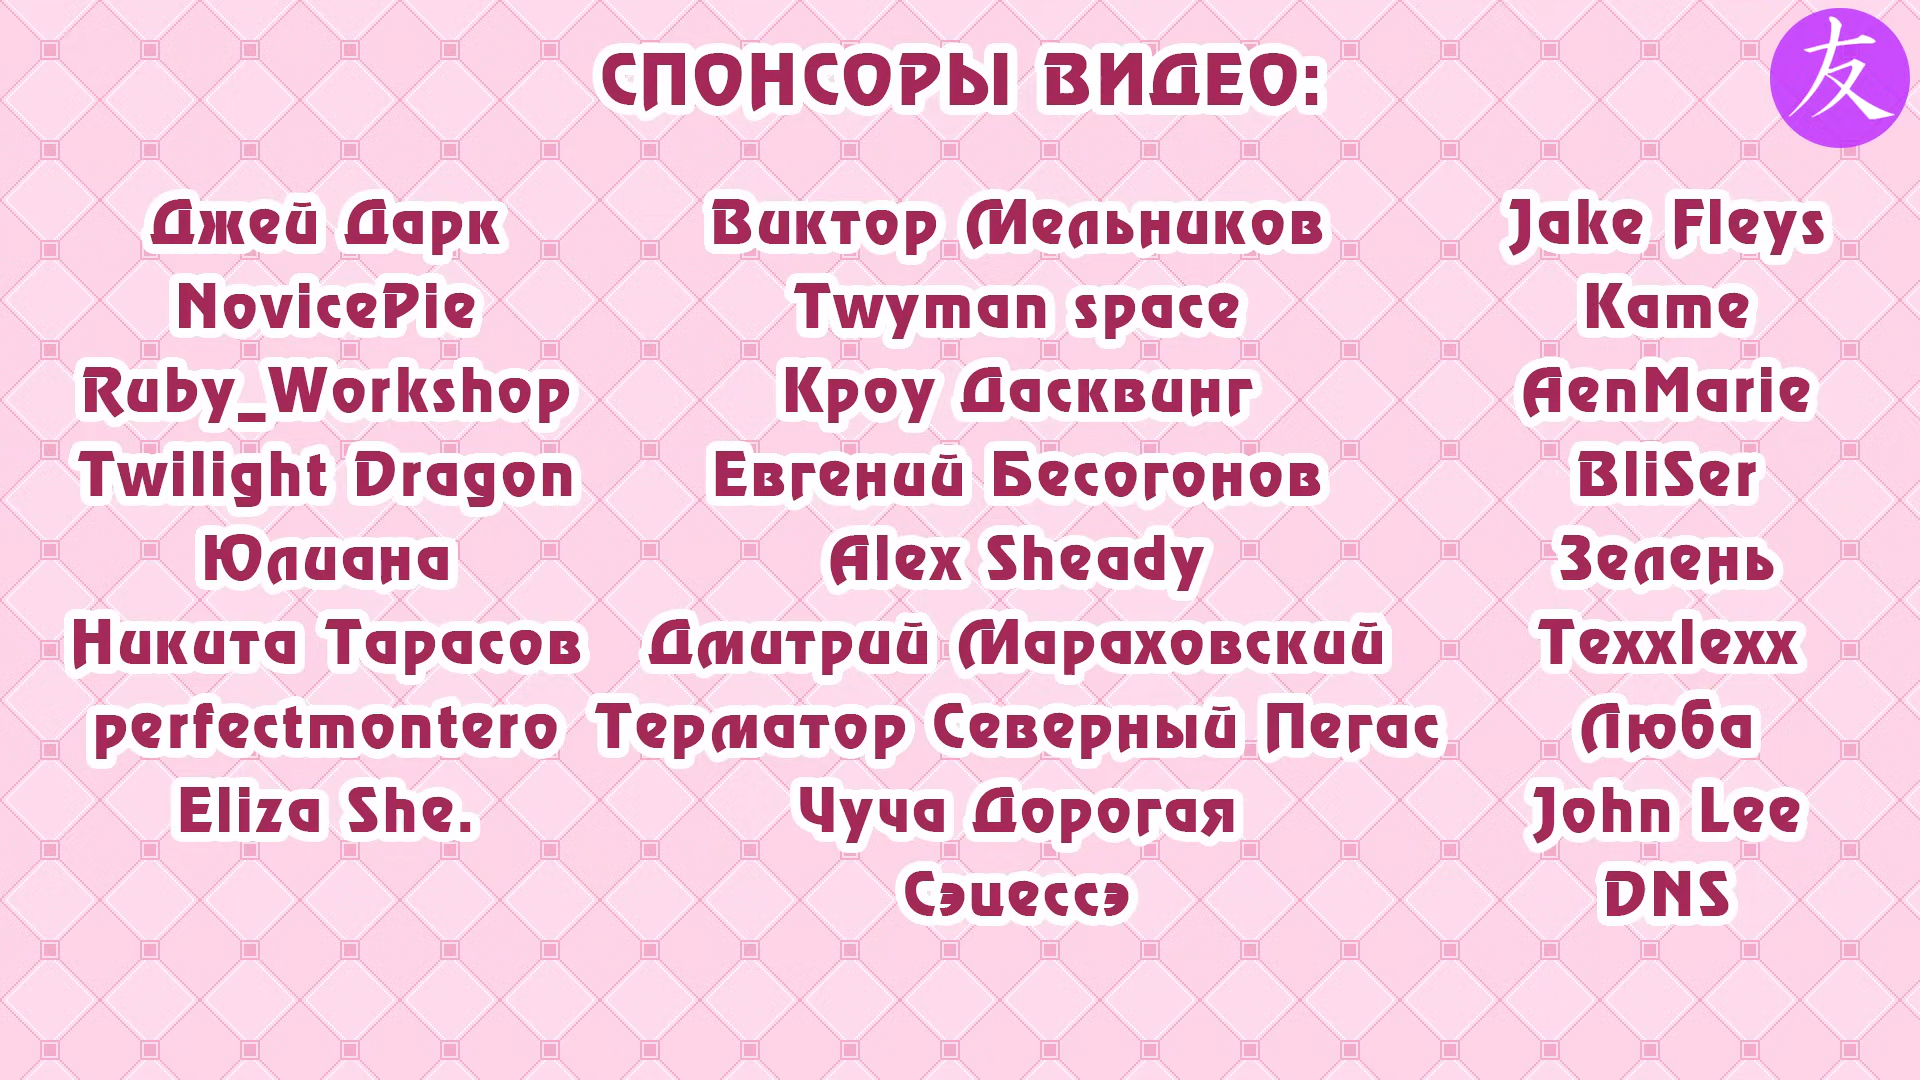 СПОНСОРЫ ВИДЕО:
友
Джей Дарк
NovicePie
Ruby_Workshop
Twilight Dragon
Юлиана
Никита Тарасов
perfectmontero
Eliza She.
Виктор Мельников
Twyman space
Кроу Дасквинг
Евгений Бесогонов
Alex Sheady
Дмитрий Мараховский
Терматор Северный Пегас
Чуча Дорогая
Сэцессэ
Jake Fleys
Kame
AenMarie
BliSer
Зелень
Texxlexx
Люба
John Lee
DNS